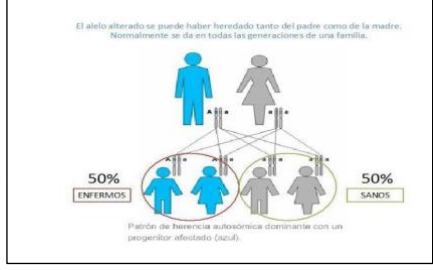 El alelo alterado se puede haber heredado tanto del padre como de la madre.
Normalmente se da en todas las generaciones de una familia.
A a a a
A a A a a a a a
50%
ENFERMOS
50%
SANOS
Patrón de herencia autosómica dominante con un
progenitor afectado (azul).